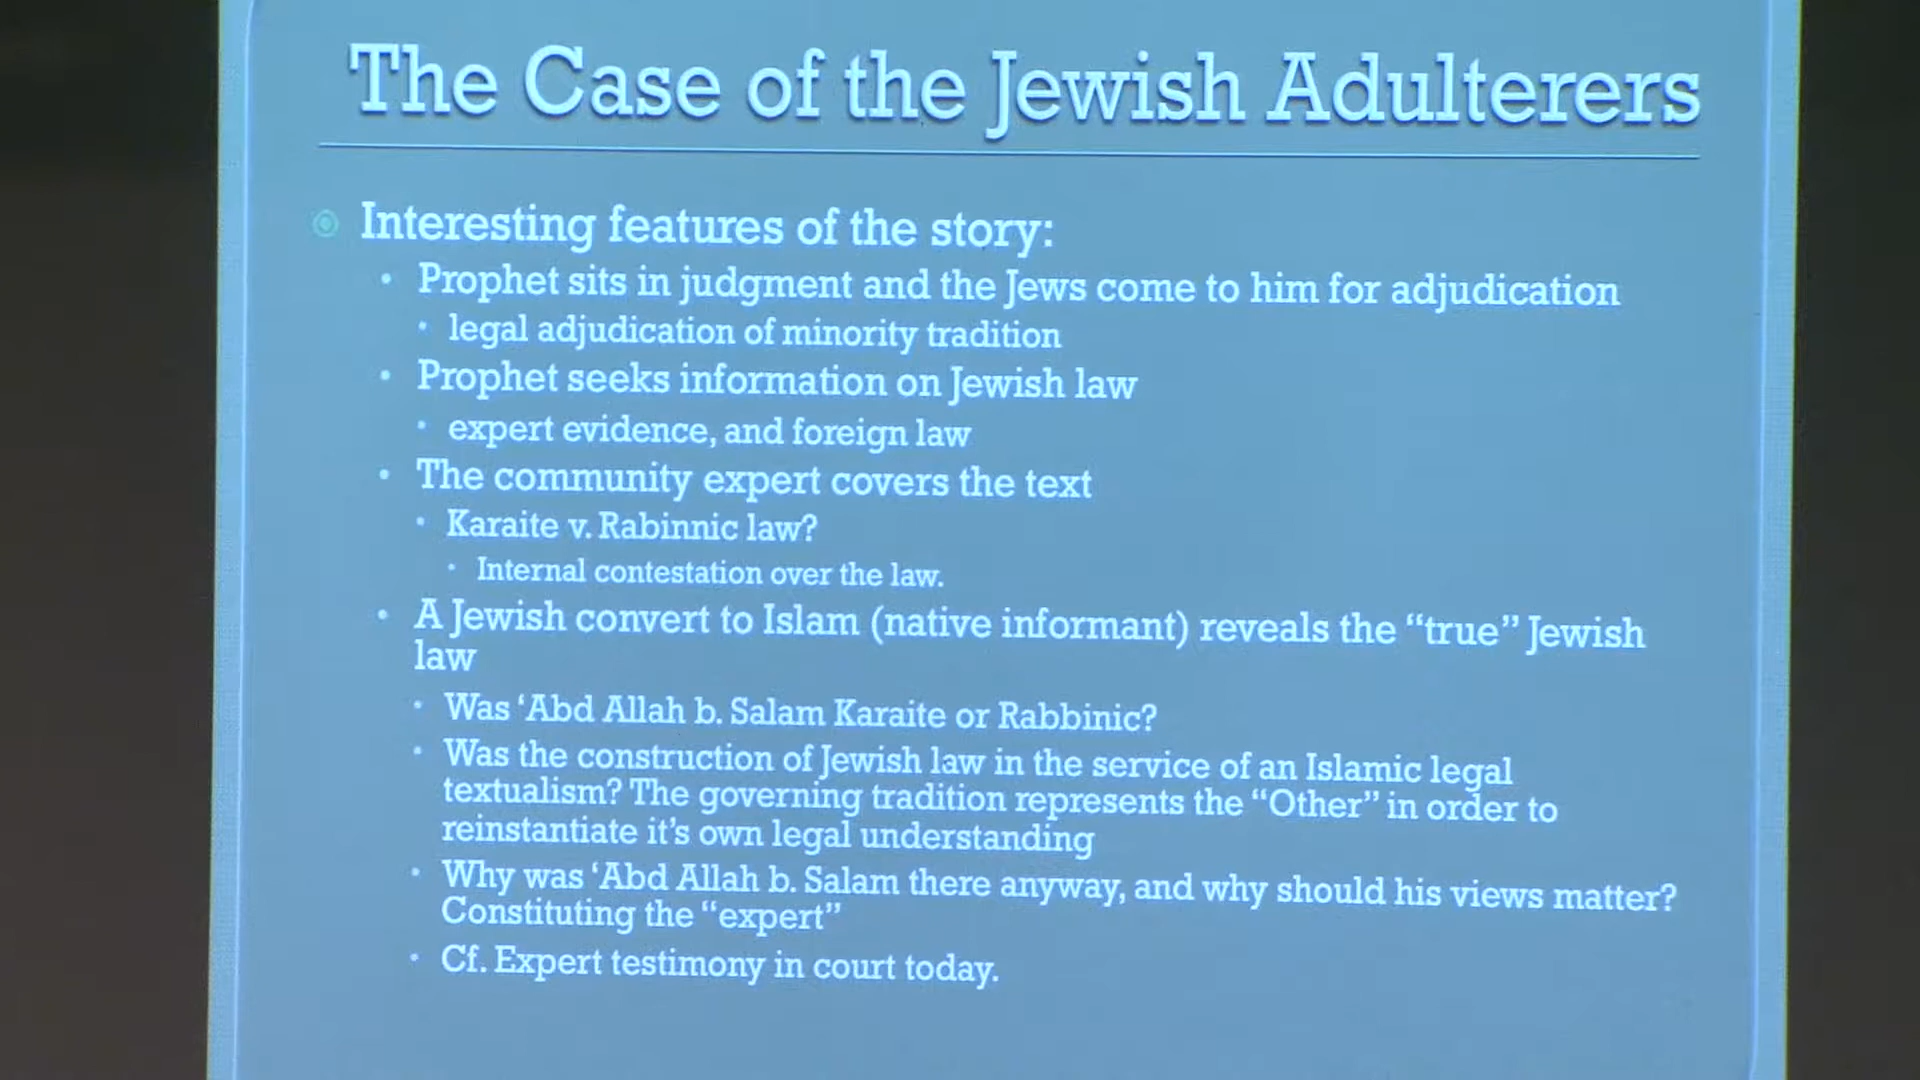 The Case of the Jewish Adulterers
Interesting features of the story:
Prophet sits in judgment and the Jews come to him for adjudication
legal adjudication of minority tradition
Prophet seeks information on Jewish law
expert evidence, and foreign law
The community expert covers the text
Karaite v. Rabinnic law?
Internal contestation over the law.
A Jewish convert to Islam (native informant) reveals the “true” Jewish
law
Was ‘Abd Allah b. Salam Karaite or Rabbinic?
Was the construction of Jewish law in the service of an Islamic legal
textualism? The governing tradition represents the “Other” in order to
reinstantiate it’s own legal understanding
Why was ‘Abd Allah b. Salam there anyway, and why should his views matter?
Constituting the “expert”
Cf. Expert testimony in court today.